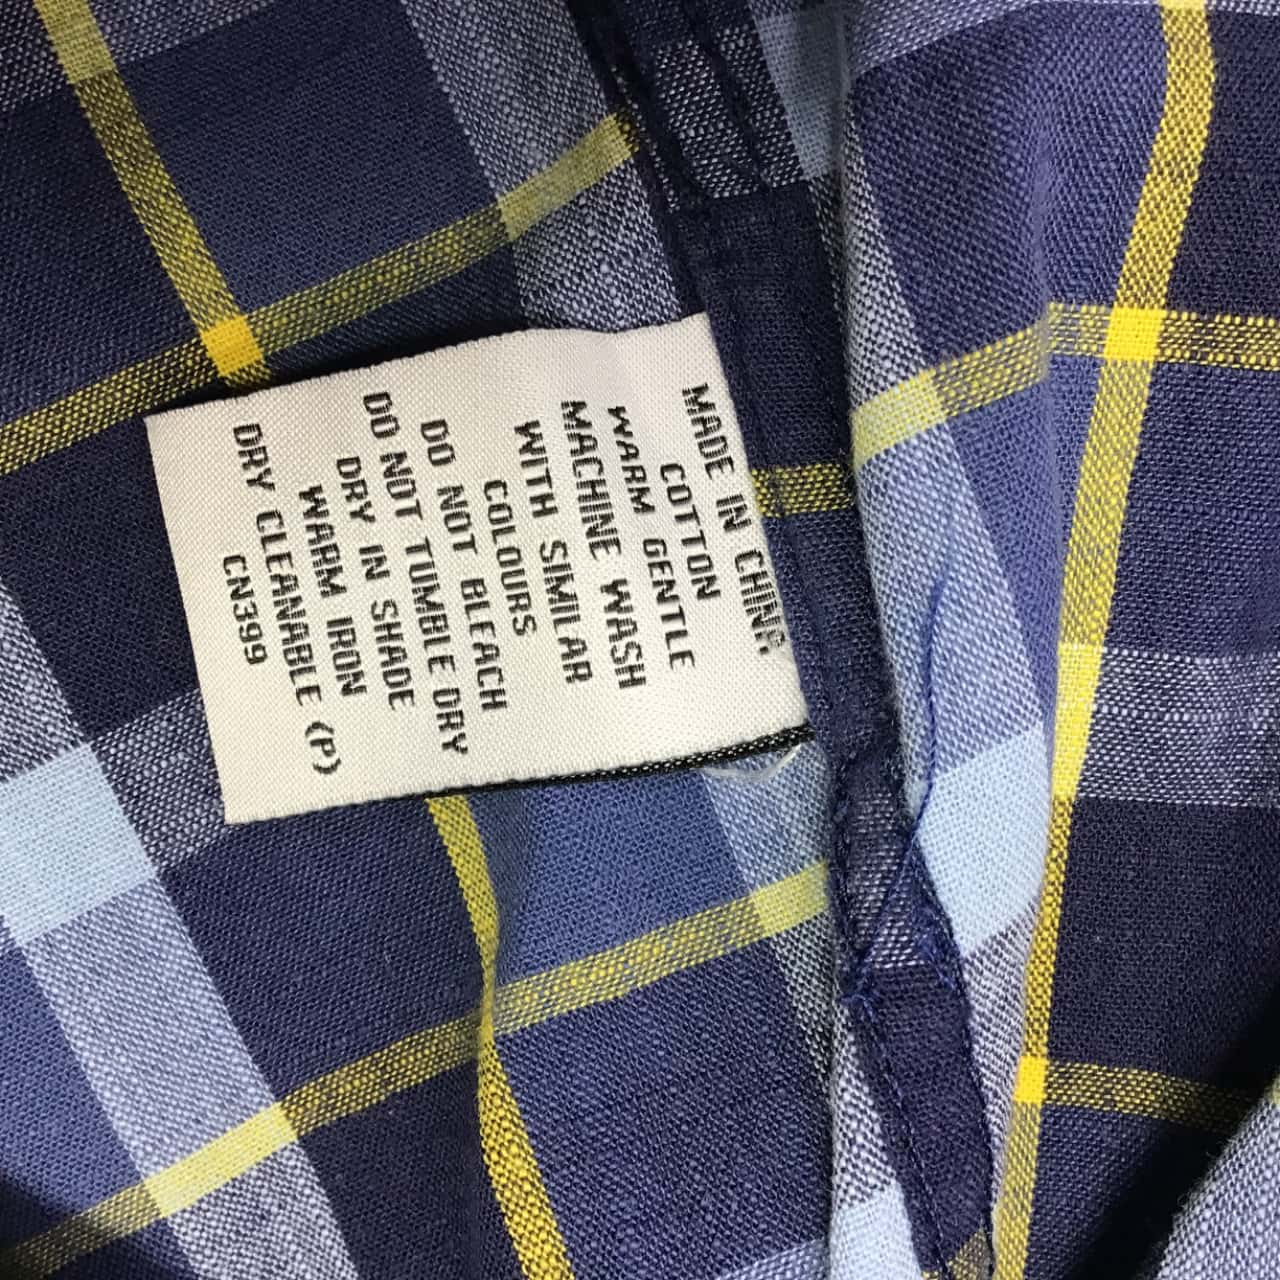 MADE IN CHINA
COTTON
WARM GENTLE
MACHINE WASH
WITH SIMILAR
COLOURS
DO NOT BLEACH
DO NOT TUMBLE DRY
DRY IN SHADE
WARM IRON
DRY CLEANABLE (P)
CN399